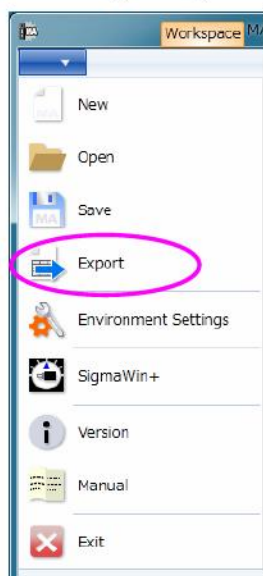 Workspace
New
Open
Save
Export
Environment Settings
SigmaWin+
Version
Manual
Exit